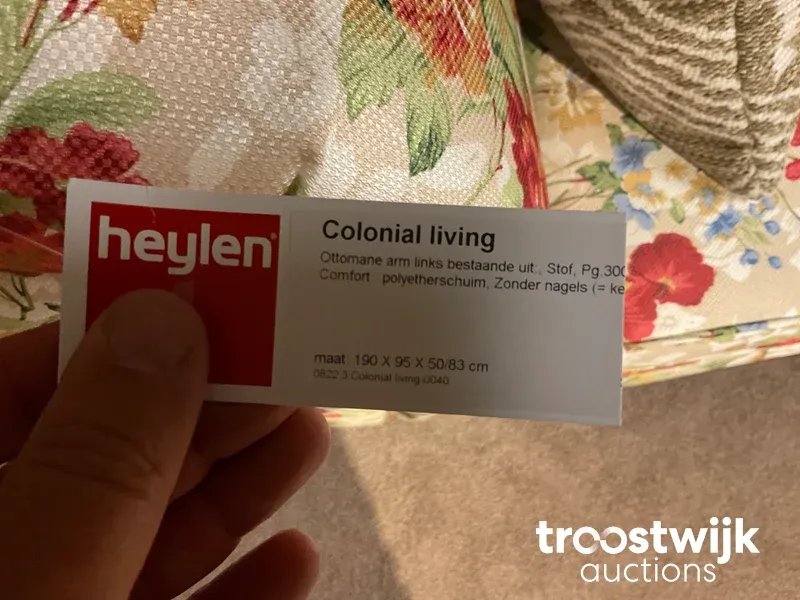 heylen
Colonial living
Ottomane arm links bestaande uit:, Stof, Pg.300
Comfort polyetherschuim, Zonder nagels (= ke
maat: 190 X 95 X 50/83 cm
0822 3 Colonial living 0040
troostwijk
auctions